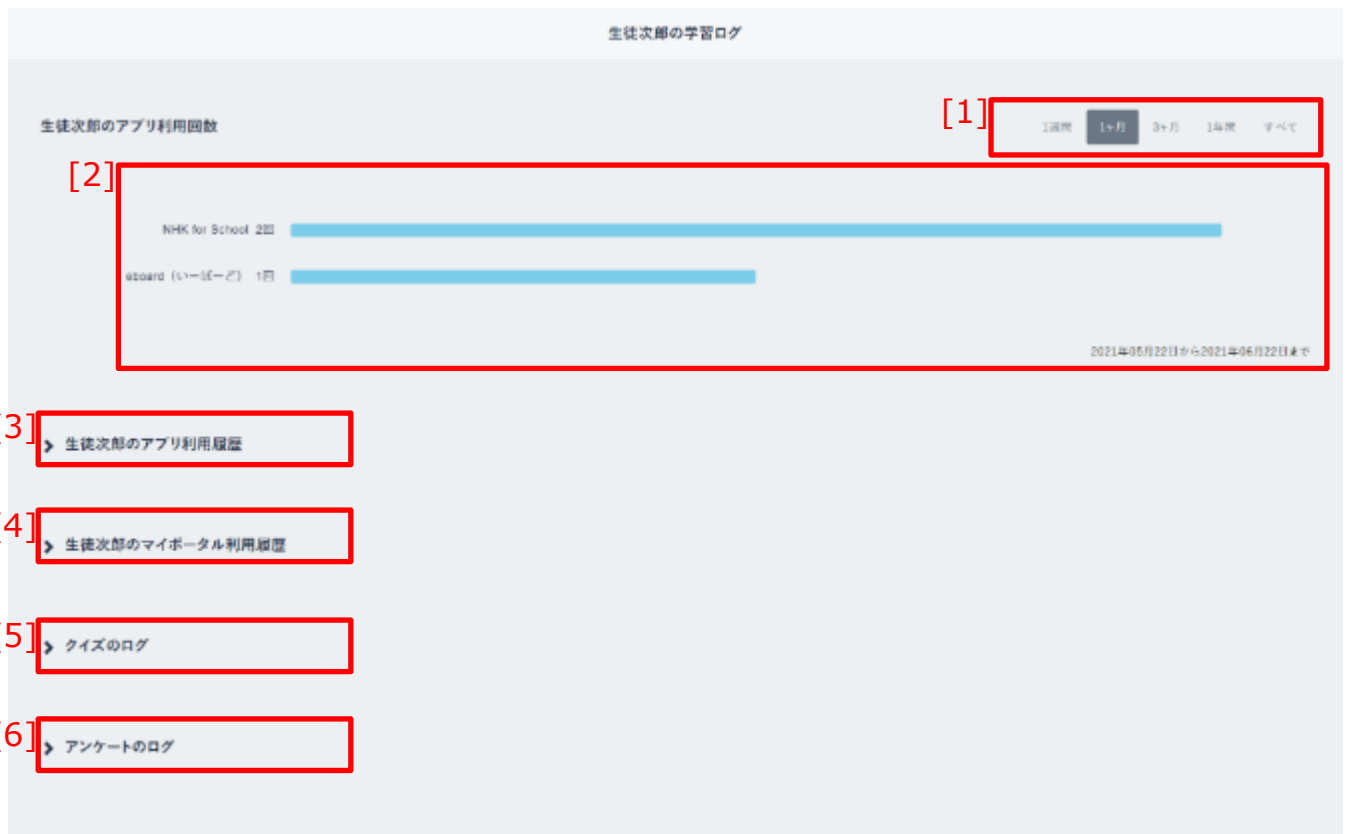 生徒次郎の学習ログ
[1]
生徒次郎のアプリ利用回数
1週間 1ヶ月 3ヶ月 1年間 すべて
[2]
NHK for School 2回
eboard（いーぼーど） 1回
2021年05月22日から2021年06月22日まで
[3]
生徒次郎のアプリ利用履歴
[4]
生徒次郎のマイポータル利用履歴
[5]
クイズのログ
[6]
アンケートのログ